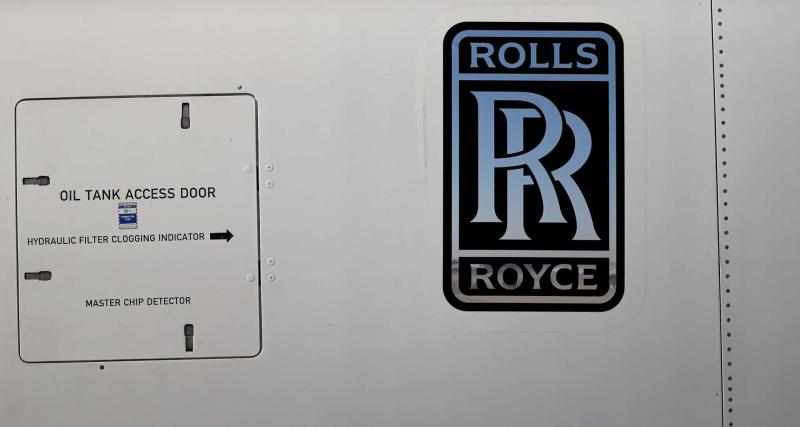 OIL TANK ACCESS DOOR
HYDRAULIC FILTER CLOGGING INDICATOR
MASTER CHIP DETECTOR
ROLLS
RR
ROYCE